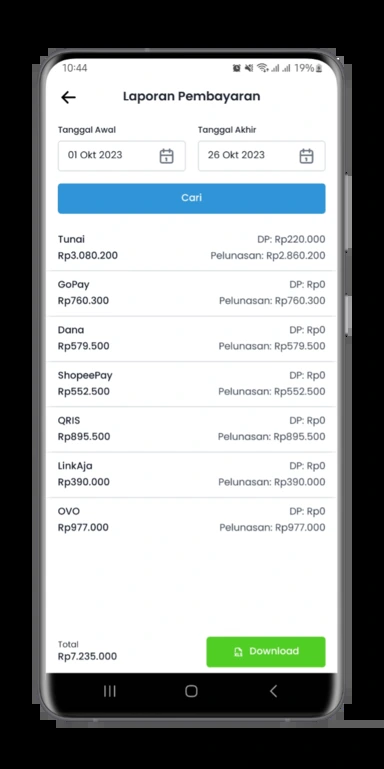 10:44 19%
Laporan Pembayaran
Tanggal Awal Tanggal Akhir
01 Okt 2023 26 Okt 2023
Cari
Tunai DP: Rp220.000
Rp3.080.200 Pelunasan: Rp2.860.200
GoPay DP: Rp0
Rp760.300 Pelunasan: Rp760.300
Dana DP: Rp0
Rp579.500 Pelunasan: Rp579.500
ShopeePay DP: Rp0
Rp552.500 Pelunasan: Rp552.500
QRIS DP: Rp0
Rp895.500 Pelunasan: Rp895.500
LinkAja DP: Rp0
Rp390.000 Pelunasan: Rp390.000
OVO DP: Rp0
Rp977.000 Pelunasan: Rp977.000
Total
Rp7.235.000 Download